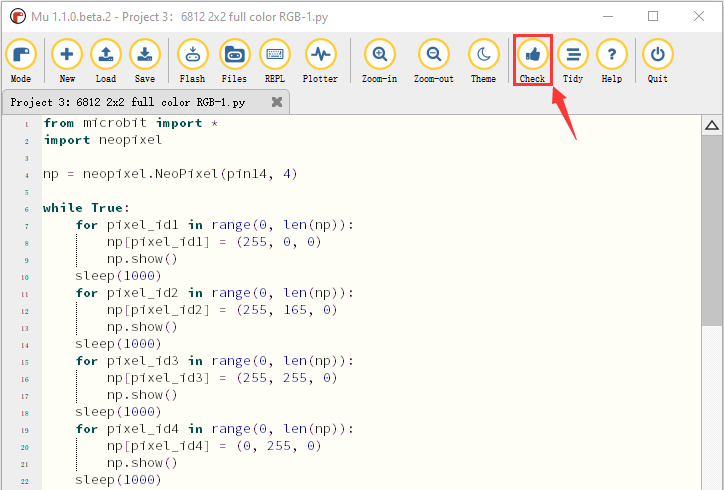 Mu 1.1.0.beta.2 - Project 3: 6812 2x2 full color RGB-1.py
Mode New Load Save Flash Files REPL Plotter Zoom-in Zoom-out Theme Check Tidy Help Quit
Project 3: 6812 2x2 full color RGB-1.py
1 from microbit import *
2 import neopixel
3
4 np = neopixel.NeoPixel(pin14, 4)
5
6 while True:
7 for pixel_id1 in range(0, len(np)):
8 np[pixel_id1] = (255, 0, 0)
9 np.show()
10 sleep(1000)
11 for pixel_id2 in range(0, len(np)):
12 np[pixel_id2] = (255, 165, 0)
13 np.show()
14 sleep(1000)
15 for pixel_id3 in range(0, len(np)):
16 np[pixel_id3] = (255, 255, 0)
17 np.show()
18 sleep(1000)
19 for pixel_id4 in range(0, len(np)):
20 np[pixel_id4] = (0, 255, 0)
21 np.show()
22 sleep(1000)